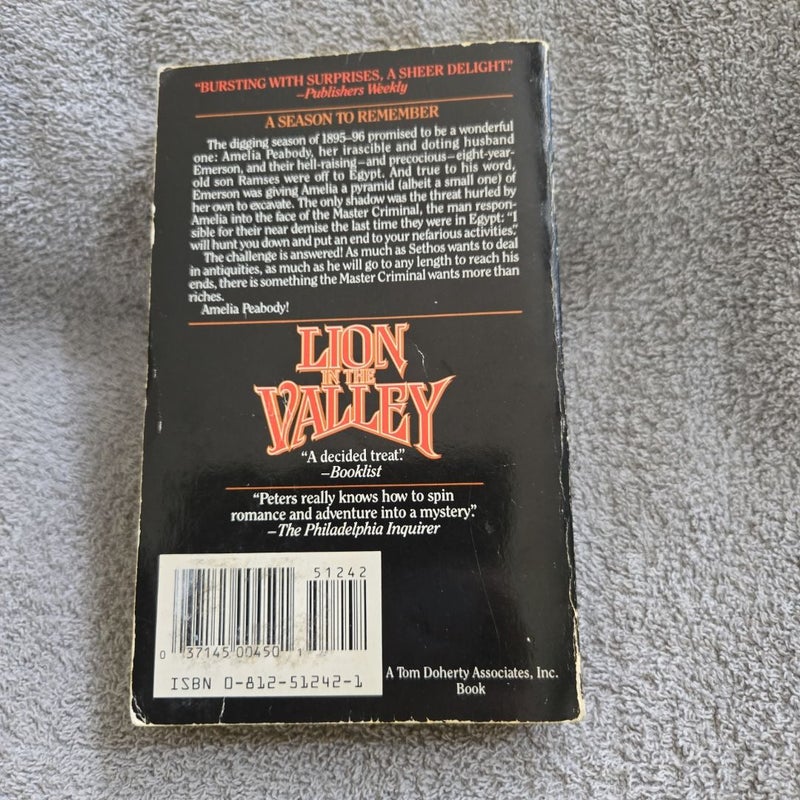 “BURSTING WITH SURPRISES, A SHEER DELIGHT.”
—Publishers Weekly
A SEASON TO REMEMBER
The digging season of 1895–96 promised to be a wonderful
one: Amelia Peabody, her irascible and doting husband
Emerson, and their hell-raising—and precocious—eight-year-
old son Ramses were off to Egypt. And true to his word,
Emerson was giving Amelia a pyramid (albeit a small one) of
her own to excavate. The only shadow was the threat hurled by
Amelia into the face of the Master Criminal, the man respon-
sible for their near demise the last time they were in Egypt: “I
will hunt you down and put an end to your nefarious activities.”
The challenge is answered! As much as Sethos wants to deal
in antiquities, as much as he will go to any length to reach his
ends, there is something the Master Criminal wants more than
riches.
Amelia Peabody!
LION
IN THE
VALLEY
“A decided treat.”
—Booklist
“Peters really knows how to spin
romance and adventure into a mystery.”
—The Philadelphia Inquirer
51242
0 37145 00450 1
ISBN 0-812-51242-1
A Tom Doherty Associates, Inc.
Book